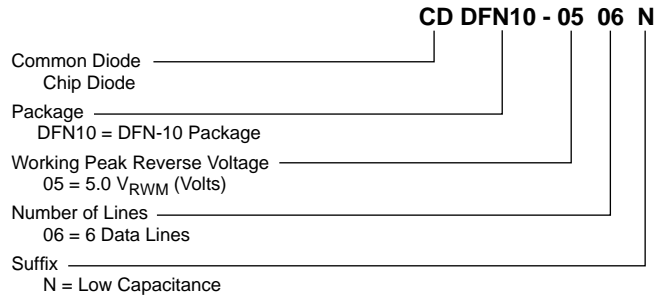 CD DFN10 - 05 06 N
Common Diode
Chip Diode
Package
DFN10 = DFN-10 Package
Working Peak Reverse Voltage
05 = 5.0 VRWM (Volts)
Number of Lines
06 = 6 Data Lines
Suffix
N = Low Capacitance